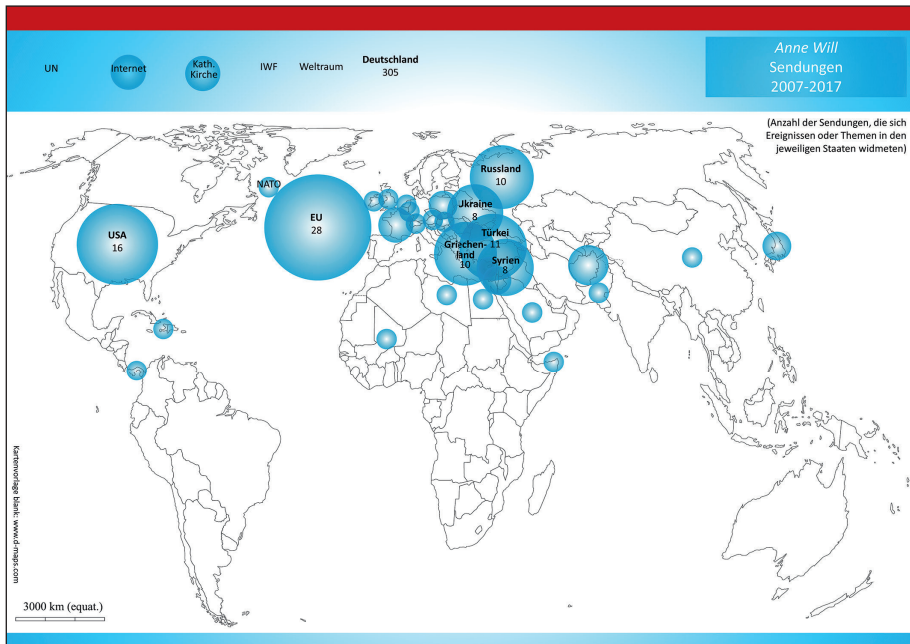 UN
Internet
Kath.
Kirche
IWF
Weltraum
Deutschland
305
Anne Will
Sendungen
2007-2017
(Anzahl der Sendungen, die sich
Ereignissen oder Themen in den
jeweiligen Staaten widmeten)
NATO
Russland
10
EU
28
Ukraine
8
USA
16
Türkei
11
Griechen-
land
10
Syrien
8
Kartenvorlage blank: www.d-maps.com
3000 km (equat.)